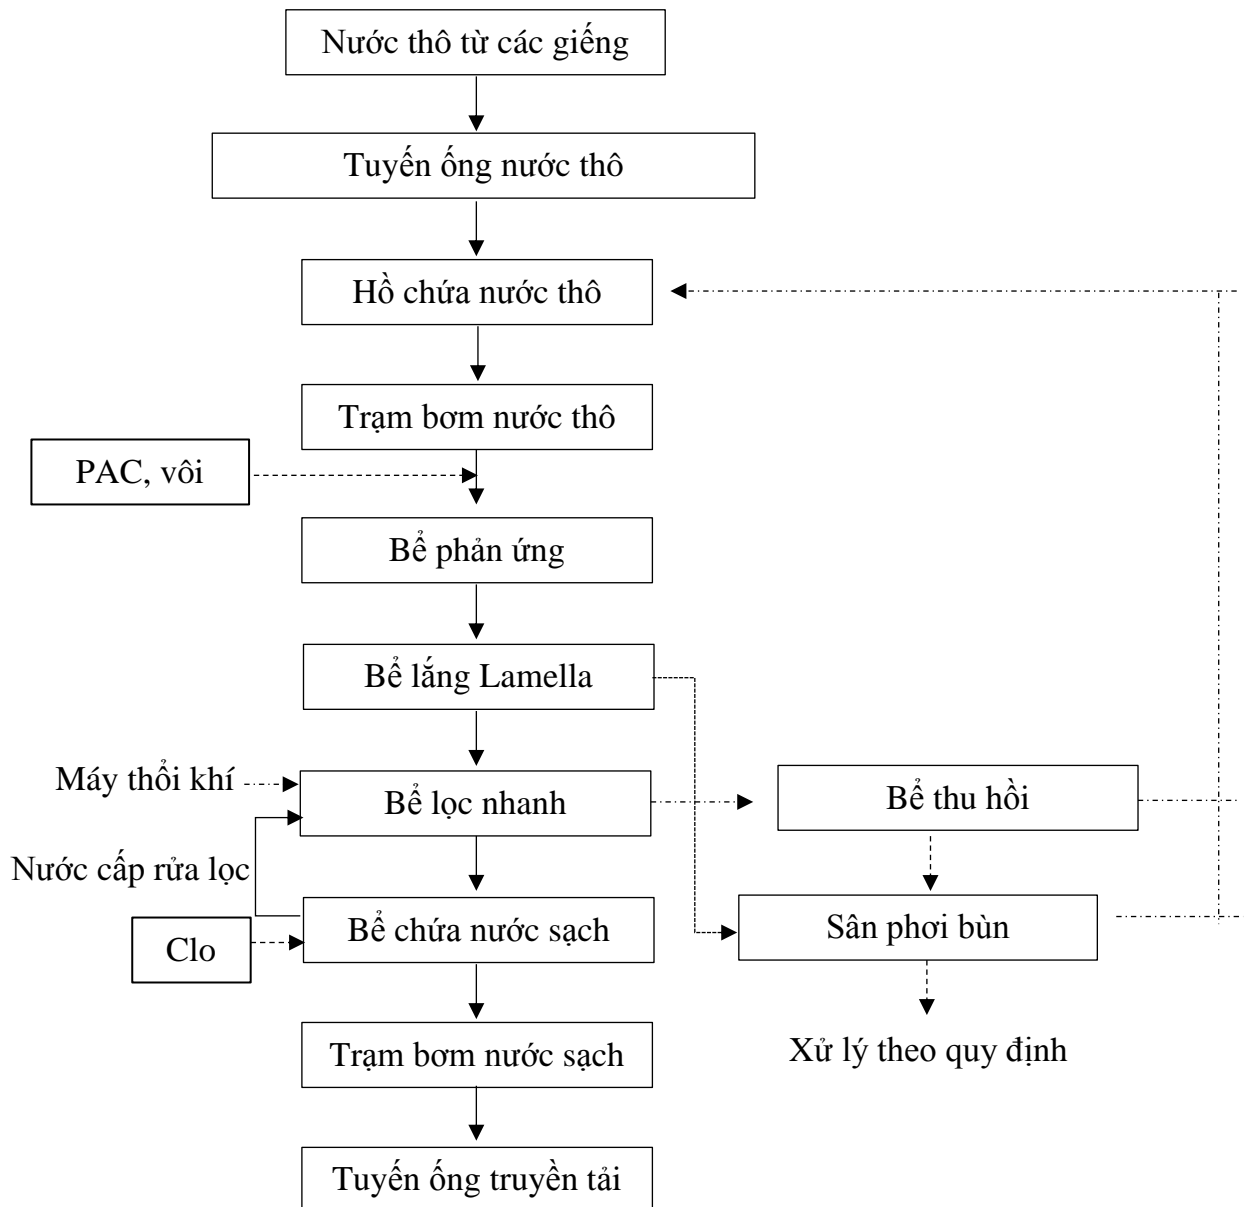 Nước thô từ các giếng
Tuyến ống nước thô
Hồ chứa nước thô
Trạm bơm nước thô
PAC, vôi
Bể phản ứng
Bể lắng Lamella
Máy thổi khí
Bể lọc nhanh
Bể thu hồi
Nước cấp rửa lọc
Bể chứa nước sạch
Sân phơi bùn
Clo
Trạm bơm nước sạch
Xử lý theo quy định
Tuyến ống truyền tải